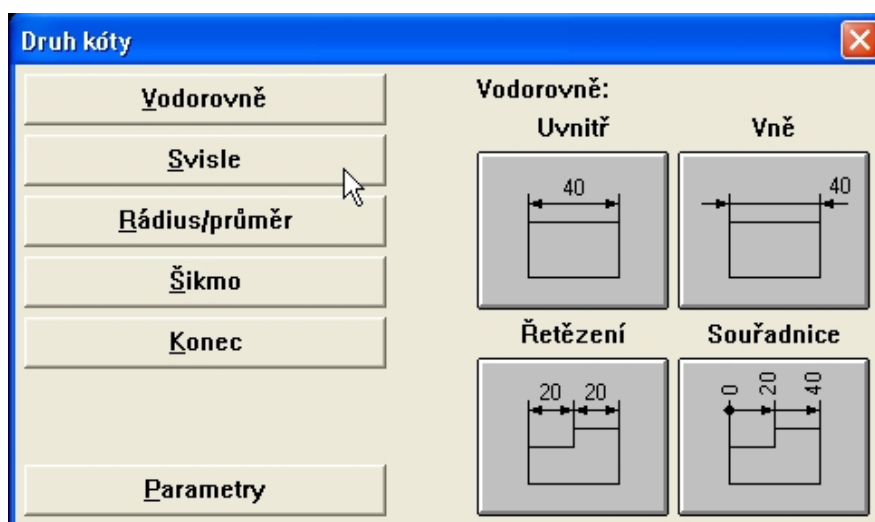 Druh kóty
Vodorovně
Svisle
Rádius/průměr
Šikmo
Konec
Parametry
Vodorovně:
Uvnitř
Vně
40
40
Řetězení
Souřadnice
20 20
0 20 40